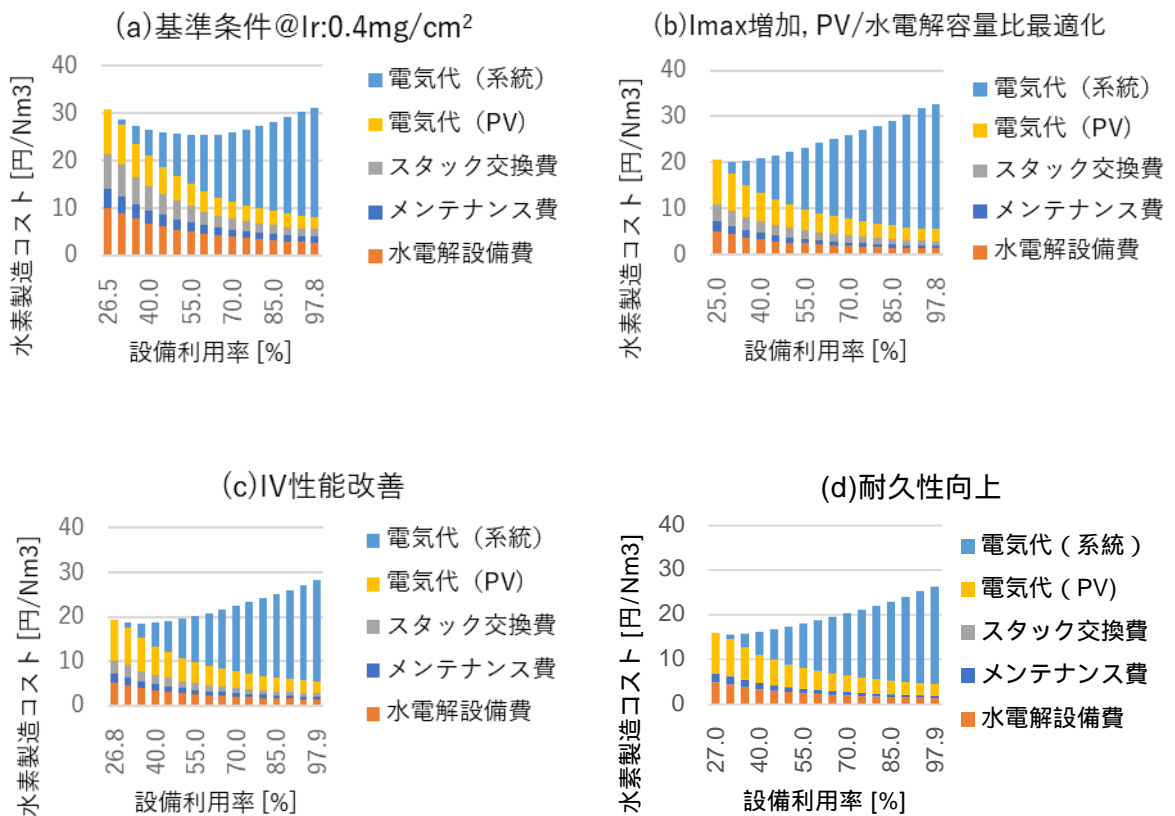 (a)基準条件@Ir:0.4mg/cm²
水素製造コスト [円/Nm3]
40
30
20
10
0
26.5
40.0
55.0
70.0
85.0
97.8
設備利用率 [%]
電気代（系統）
電気代（PV）
スタック交換費
メンテナンス費
水電解設備費
(b)Imax増加, PV/水電解容量比最適化
水素製造コスト [円/Nm3]
40
30
20
10
0
25.0
40.0
55.0
70.0
85.0
97.8
設備利用率 [%]
電気代（系統）
電気代（PV）
スタック交換費
メンテナンス費
水電解設備費
(c)IV性能改善
水素製造コスト [円/Nm3]
40
30
20
10
0
26.8
40.0
55.0
70.0
85.0
97.9
設備利用率 [%]
電気代（系統）
電気代（PV）
スタック交換費
メンテナンス費
水電解設備費
(d)耐久性向上
水素製造コスト [円/Nm3]
40
30
20
10
0
27.0
40.0
55.0
70.0
85.0
97.9
設備利用率 [%]
電気代（系統）
電気代（PV)
スタック交換費
メンテナンス費
水電解設備費